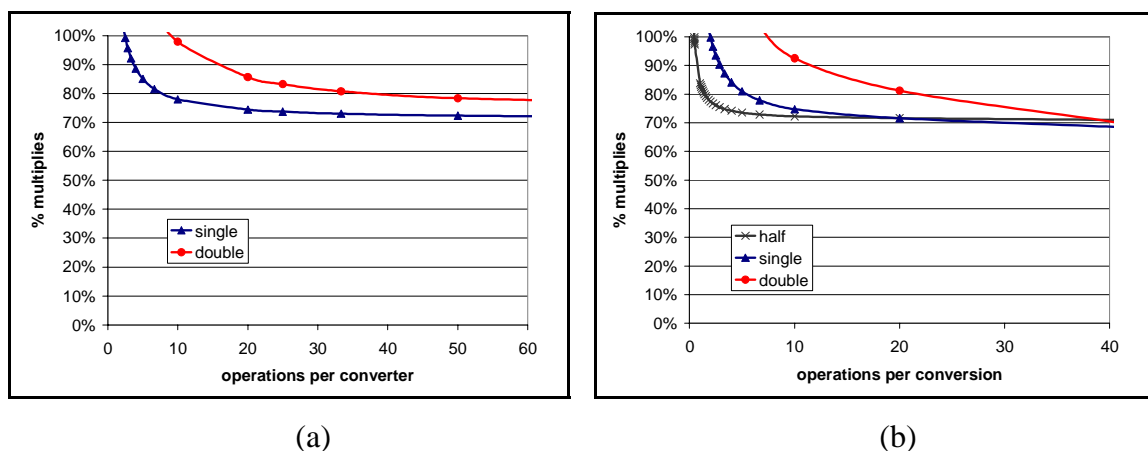 100%
90%
80%
70%
60%
50%
40%
30%
20%
10%
0%
% multiplies
single
double
0 10 20 30 40 50 60
operations per converter
(a)
100%
90%
80%
70%
60%
50%
40%
30%
20%
10%
0%
% multiplies
half
single
double
0 10 20 30 40
operations per conversion
(b)